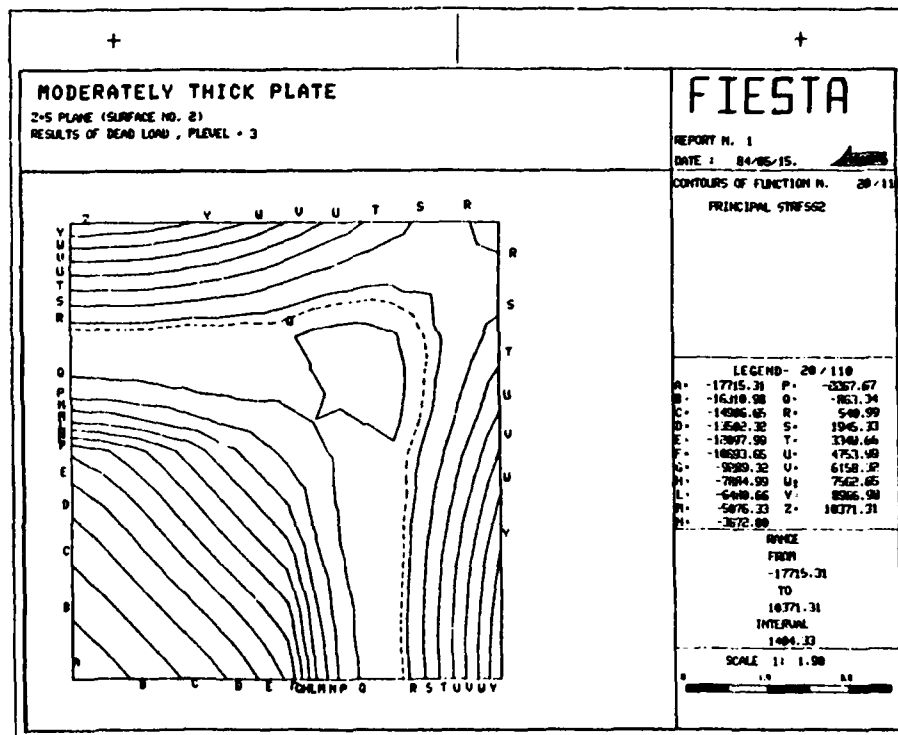 MODERATELY THICK PLATE
Z=5 PLANE (SURFACE NO. 2)
RESULTS OF DEAD LOAD , PLEVEL = 3
FIESTA
REPORT N. 1
DATE : 84/05/15.
CONTOURS OF FUNCTION N. 20/11
PRINCIPAL STRESS2
Z Y W V U T S R
Y
W
V
U
T
S
R
Q
P
E
D
C
B
A
Q
R
S
T
U
V
W
Y
B C D E F G H L M N P Q R S T U V W Y
LEGEND- 20/110
A= -17715.31 P= -2267.67
B= -16310.98 Q= -863.34
C= -14906.65 R= 540.99
D= -13502.32 S= 1945.33
E= -12097.99 T= 3349.66
F= -10693.65 U= 4753.99
G= -9289.32 V= 6158.32
H= -7884.99 W= 7562.65
L= -6480.66 Y= 8966.98
M= -5076.33 Z= 10371.31
N= -3672.00
RANGE
FROM
-17715.31
TO
10371.31
INTERVAL
1404.33
SCALE 1: 1.90